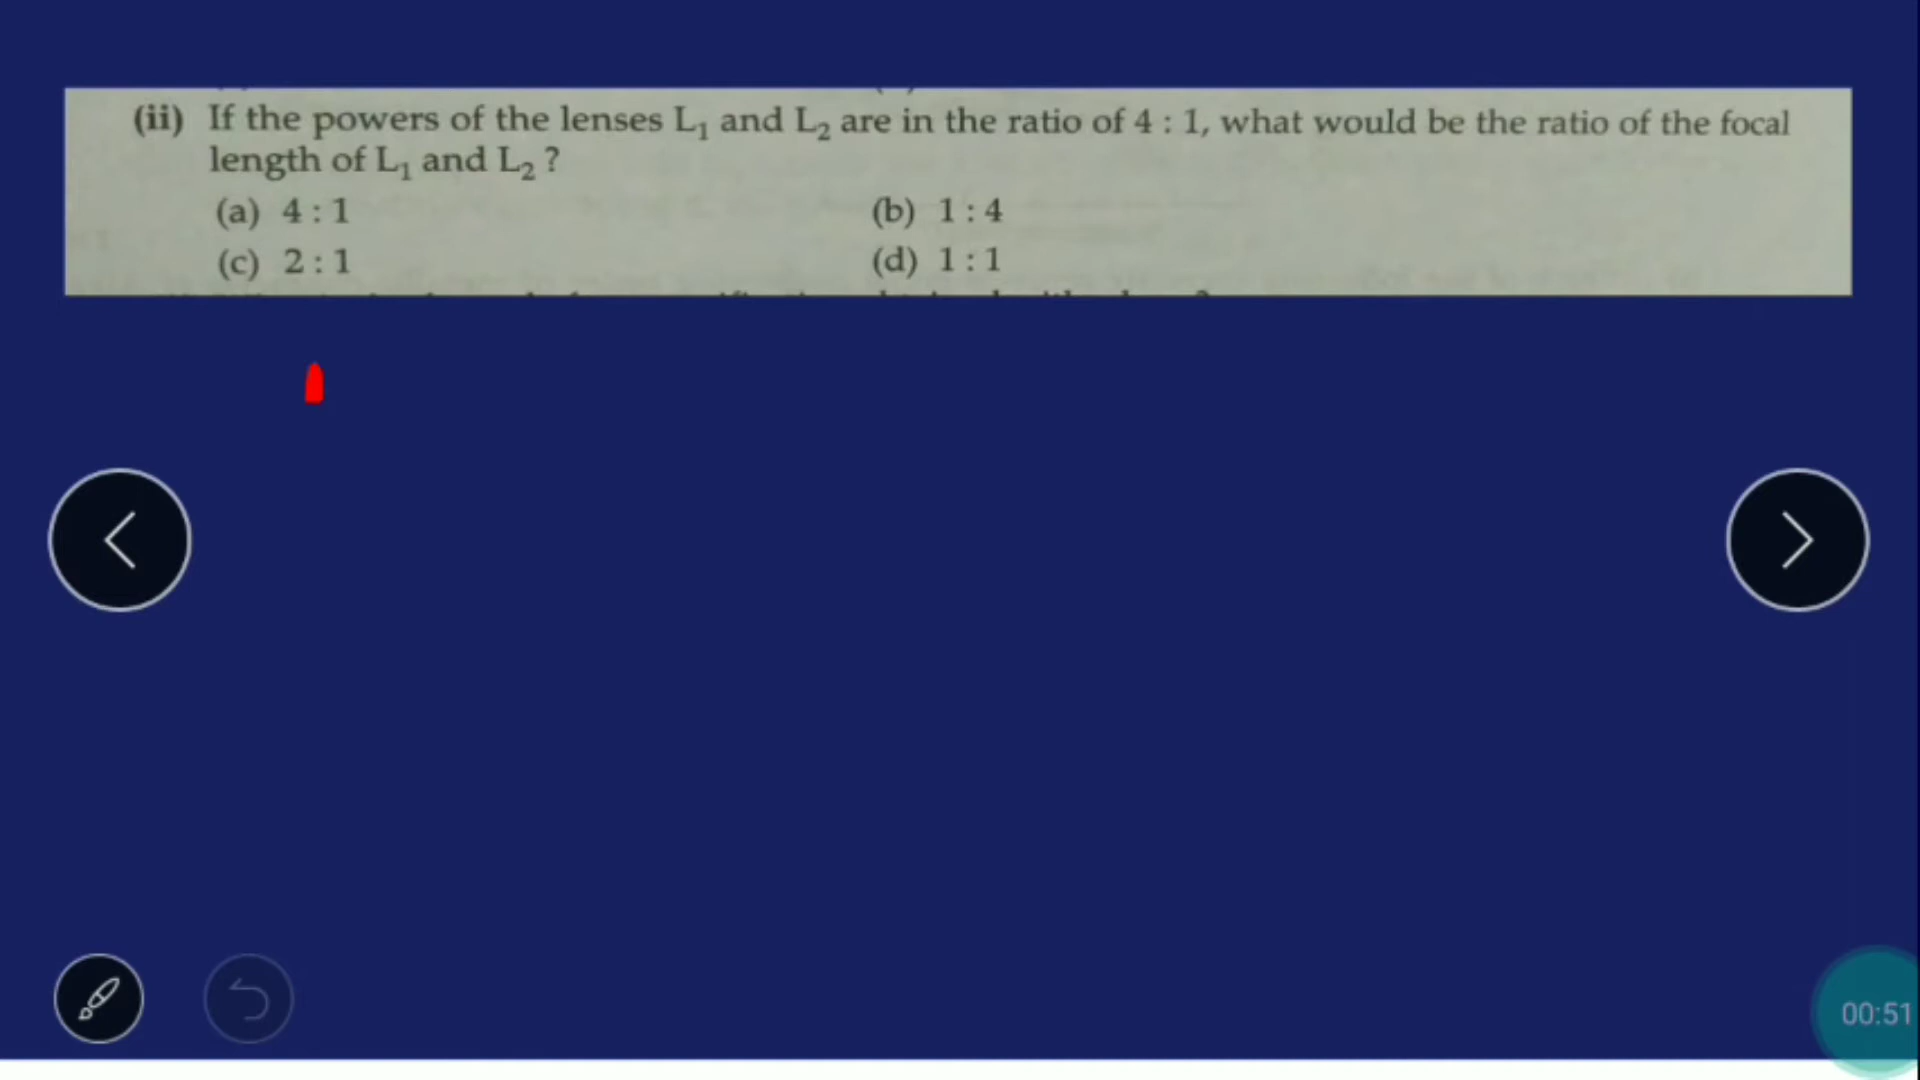 (ii) If the powers of the lenses L₁ and L₂ are in the ratio of 4 : 1, what would be the ratio of the focal
length of L₁ and L₂ ?
(a) 4 : 1 (b) 1 : 4
(c) 2 : 1 (d) 1 : 1
00:51